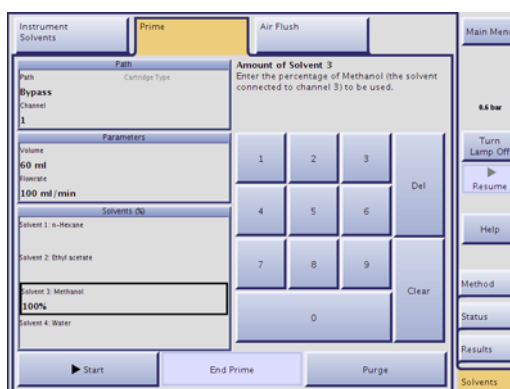 Instrument
Solvents
Prime
Air Flush
Main Menu
Path
Path
Cartridge Type
Bypass
Channel
1
Parameters
Volume
60 ml
Flowrate
100 ml/min
Solvents (%)
Solvent 1: n-Hexane
Solvent 2: Ethyl acetate
Solvent 3: Methanol
100%
Solvent 4: Water
Amount of Solvent 3
Enter the percentage of Methanol (the solvent
connected to channel 3) to be used.
1
2
3
Del
4
5
6
7
8
9
Clear
0
0.6 bar
Turn
Lamp Off
Resume
Help
Method
Status
Results
Solvents
Start
End Prime
Purge